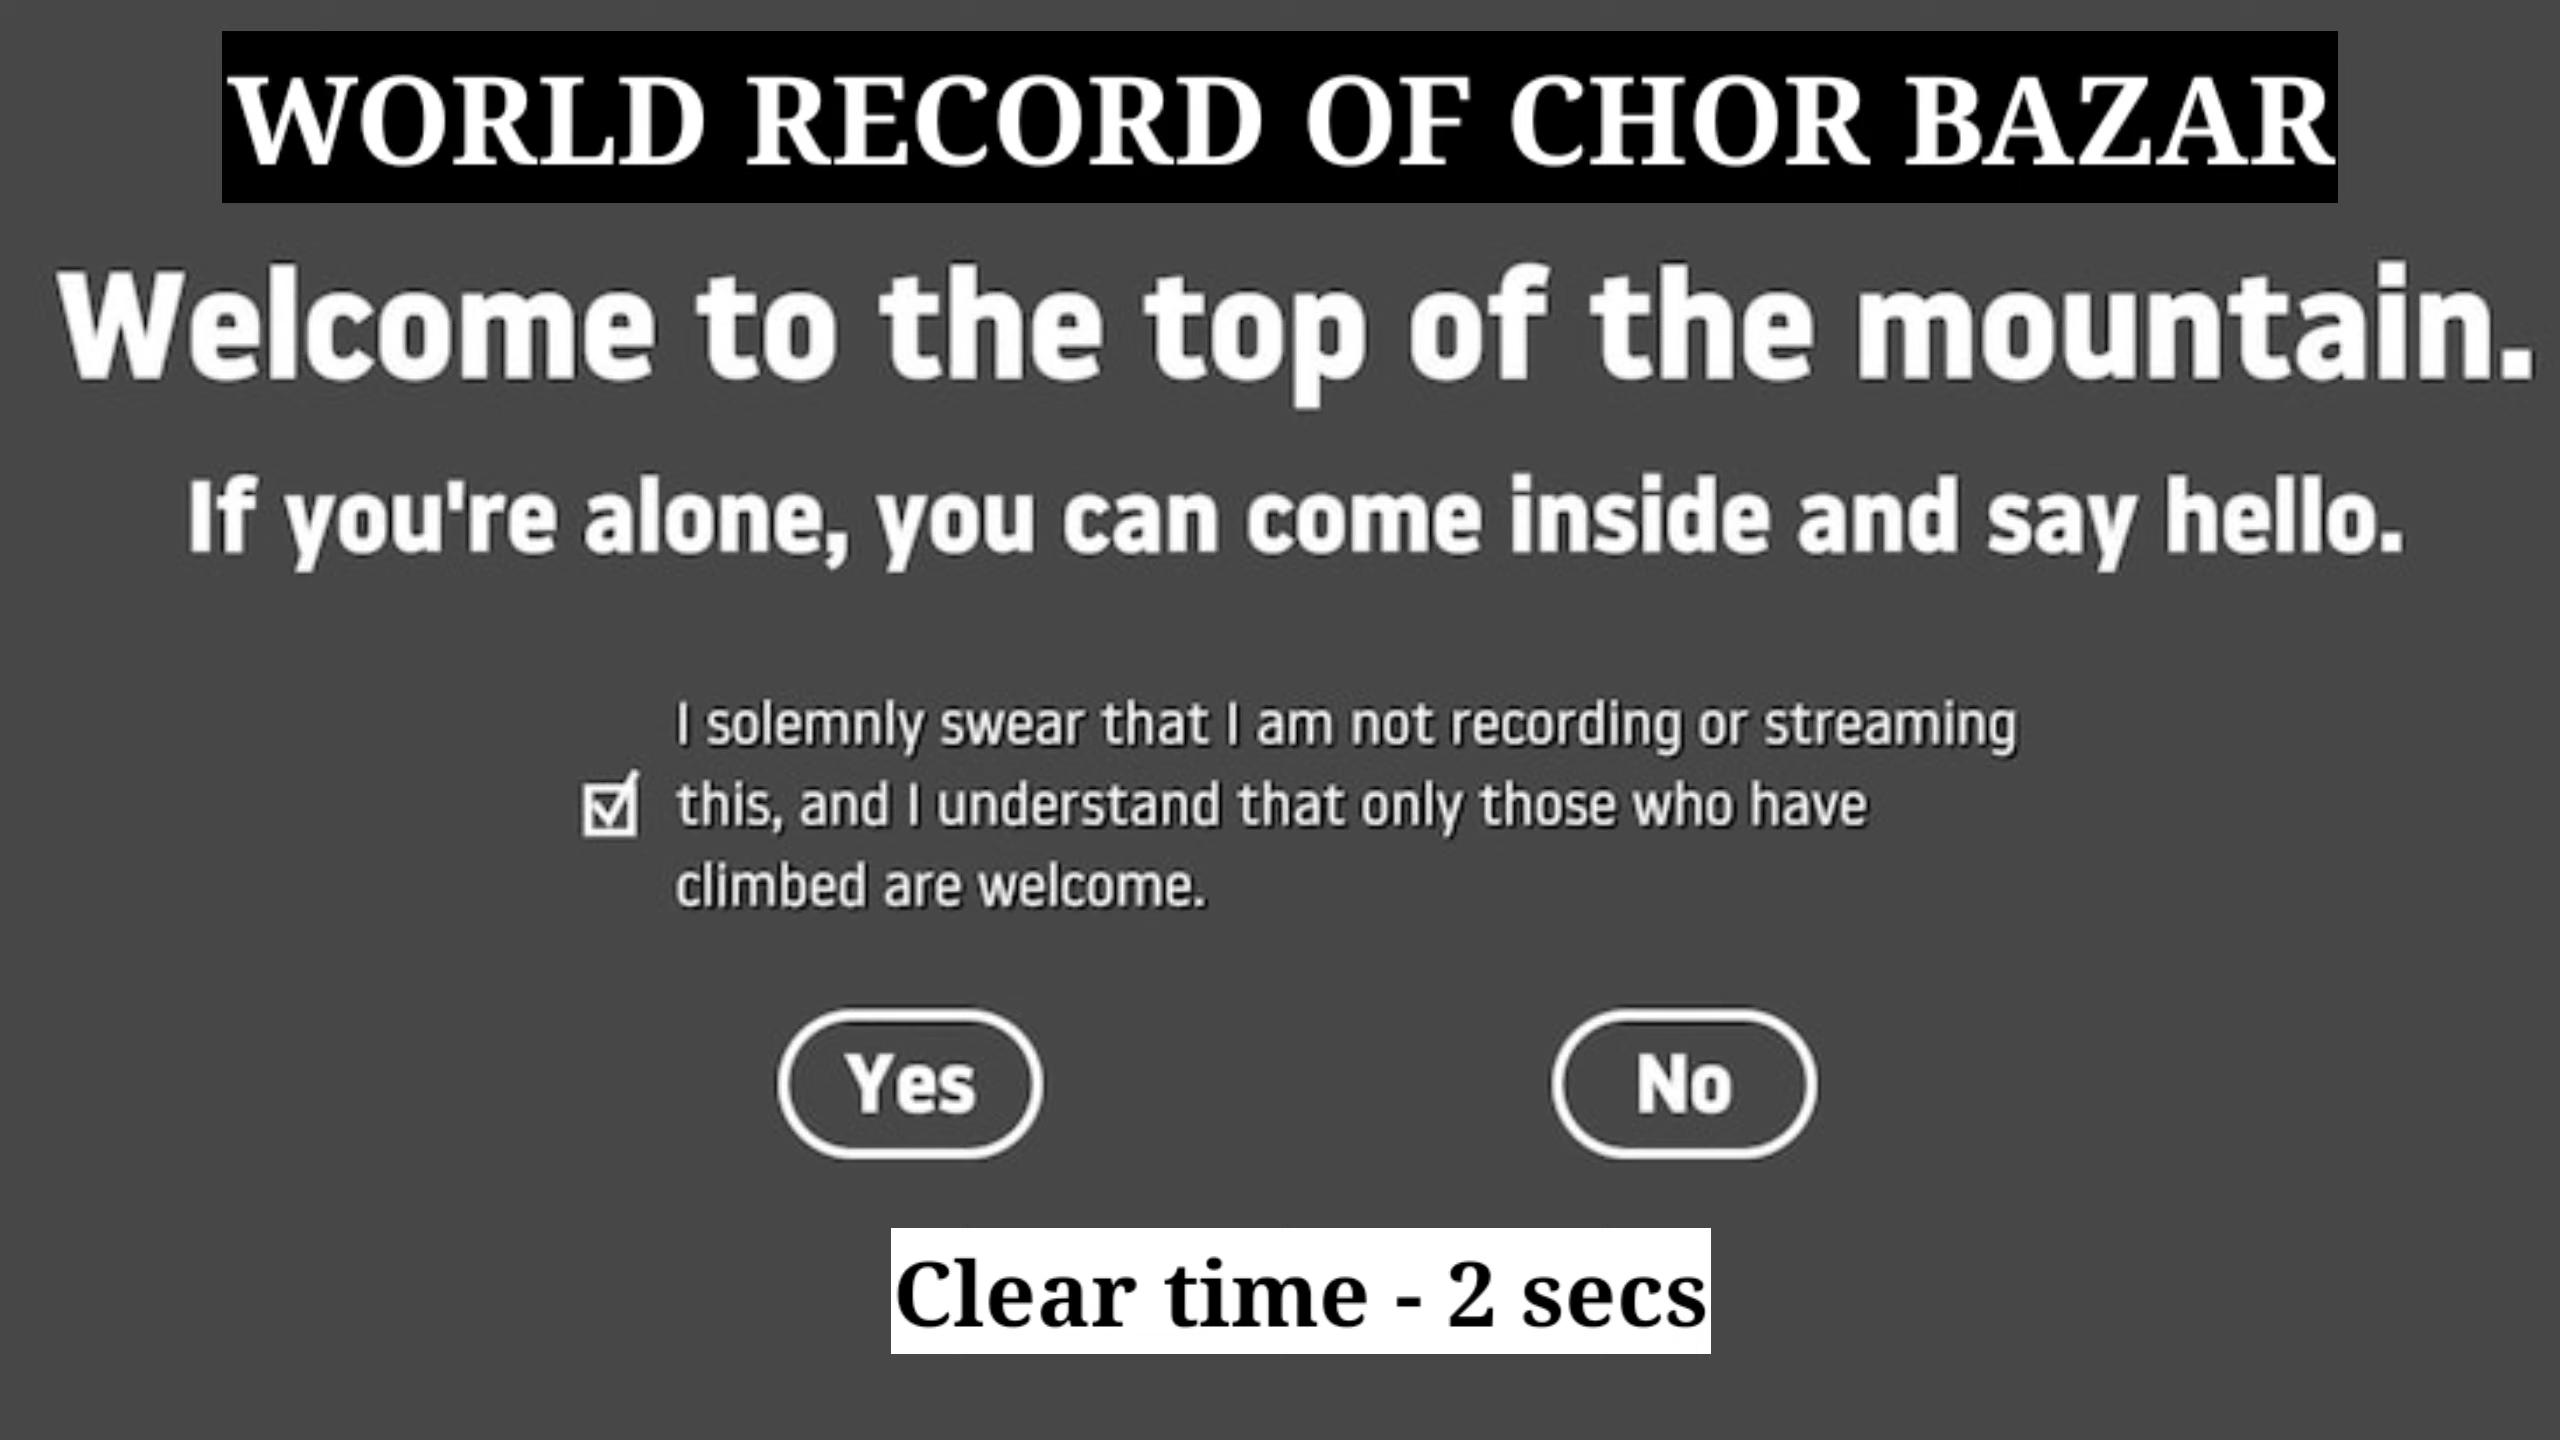 WORLD RECORD OF CHOR BAZAR
Welcome to the top of the mountain.
If you're alone, you can come inside and say hello.
I solemnly swear that I am not recording or streaming
this, and I understand that only those who have
climbed are welcome.
Yes
No
Clear time - 2 secs